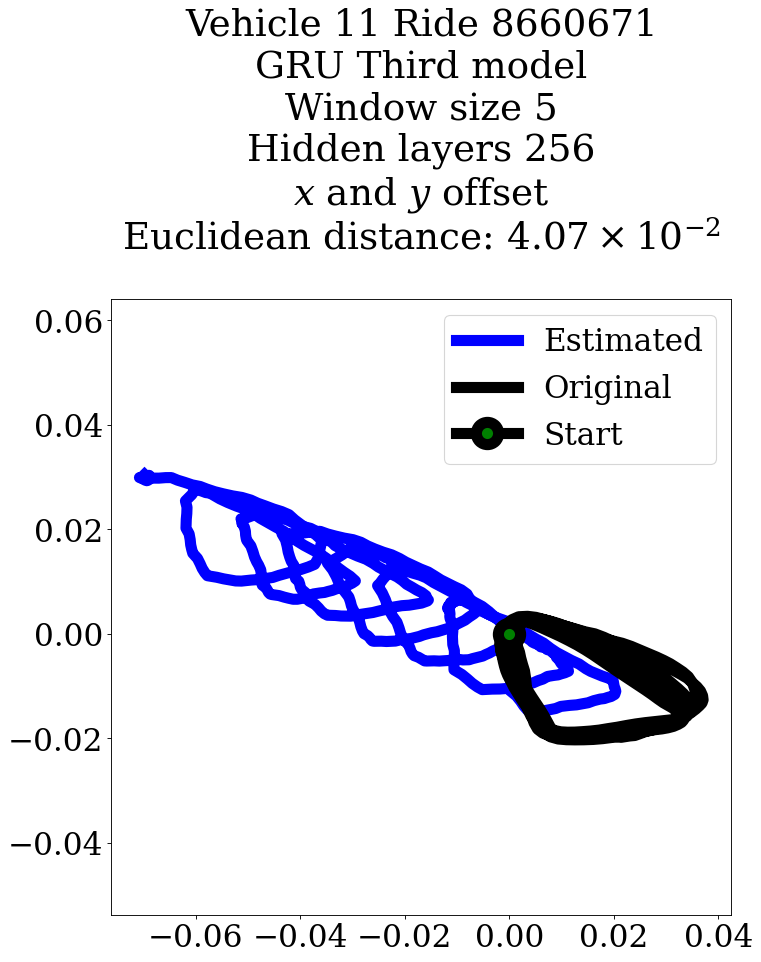 Vehicle 11 Ride 8660671
GRU Third model
Window size 5
Hidden layers 256
x and y offset
Euclidean distance: 4.07 × 10⁻²
0.06
0.04
0.02
0.00
−0.02
−0.04
Estimated
Original
Start
−0.06 −0.04 −0.02 0.00 0.02 0.04